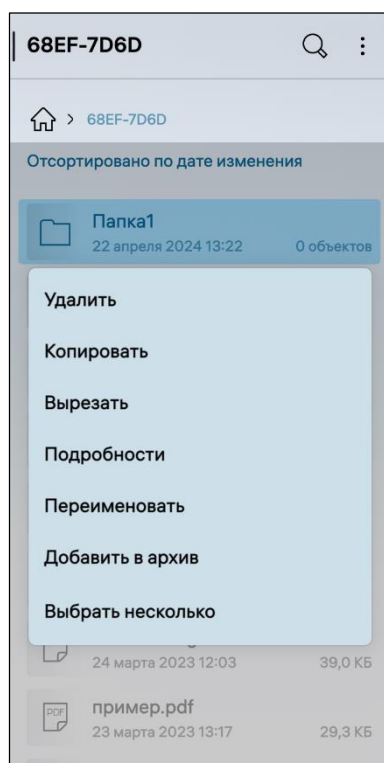 68EF-7D6D
68EF-7D6D
Отсортировано по дате изменения
Папка1
22 апреля 2024 13:22 0 объектов
Удалить
Копировать
Вырезать
Подробности
Переименовать
Добавить в архив
Выбрать несколько
24 марта 2023 12:03 39,0 КБ
PDF
пример.pdf
23 марта 2023 13:17 29,3 КБ